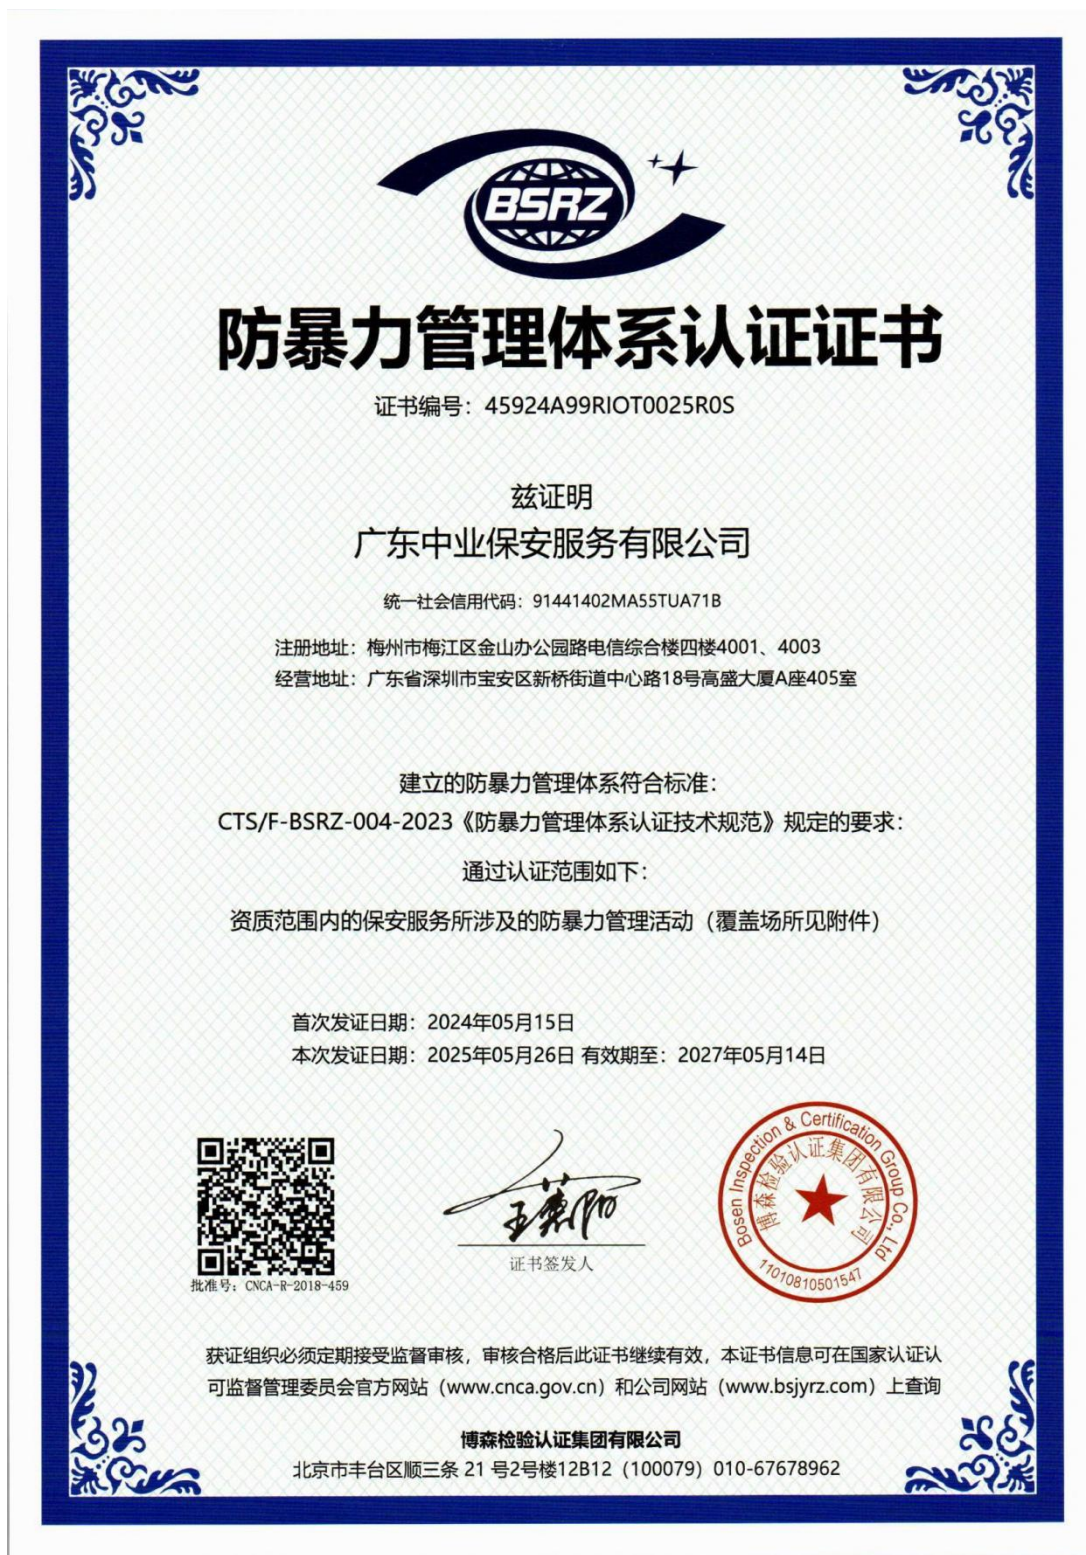 BSRZ
防暴力管理体系认证证书
证书编号：45924A99RIOT0025R0S
兹证明
广东中业保安服务有限公司
统一社会信用代码：91441402MA55TUA71B
注册地址：梅州市梅江区金山办公园路电信综合楼四楼4001、4003
经营地址：广东省深圳市宝安区新桥街道中心路18号高盛大厦A座405室
建立的防暴力管理体系符合标准：
CTS/F-BSRZ-004-2023《防暴力管理体系认证技术规范》规定的要求：
通过认证范围如下：
资质范围内的保安服务所涉及的防暴力管理活动（覆盖场所见附件）
首次发证日期：2024年05月15日
本次发证日期：2025年05月26日 有效期至：2027年05月14日
批准号：CNCA-R-2018-459
证书签发人
Bosen Inspection & Certification Group Co., Ltd
博森检验认证集团有限公司
11010810501547
获证组织必须定期接受监督审核，审核合格后此证书继续有效，本证书信息可在国家认证认
可监督管理委员会官方网站（www.cnca.gov.cn）和公司网站（www.bsjyrz.com）上查询
博森检验认证集团有限公司
北京市丰台区顺三条 21 号2号楼12B12（100079）010-67678962